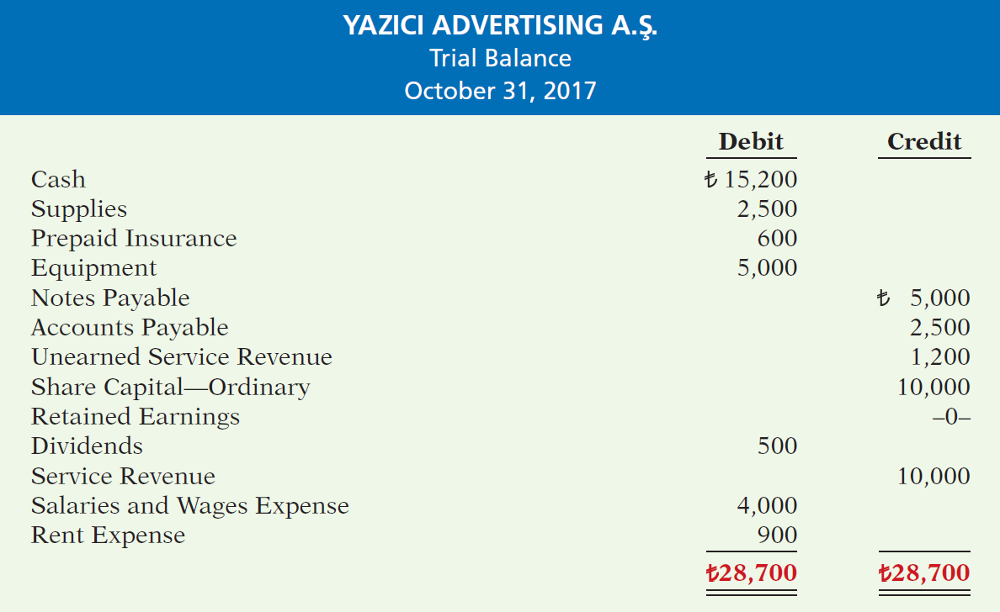 YAZICI ADVERTISING A.Ş.
Trial Balance
October 31, 2017
Debit Credit
Cash ₺ 15,200
Supplies 2,500
Prepaid Insurance 600
Equipment 5,000
Notes Payable ₺ 5,000
Accounts Payable 2,500
Unearned Service Revenue 1,200
Share Capital—Ordinary 10,000
Retained Earnings –0–
Dividends 500
Service Revenue 10,000
Salaries and Wages Expense 4,000
Rent Expense 900
₺28,700 ₺28,700